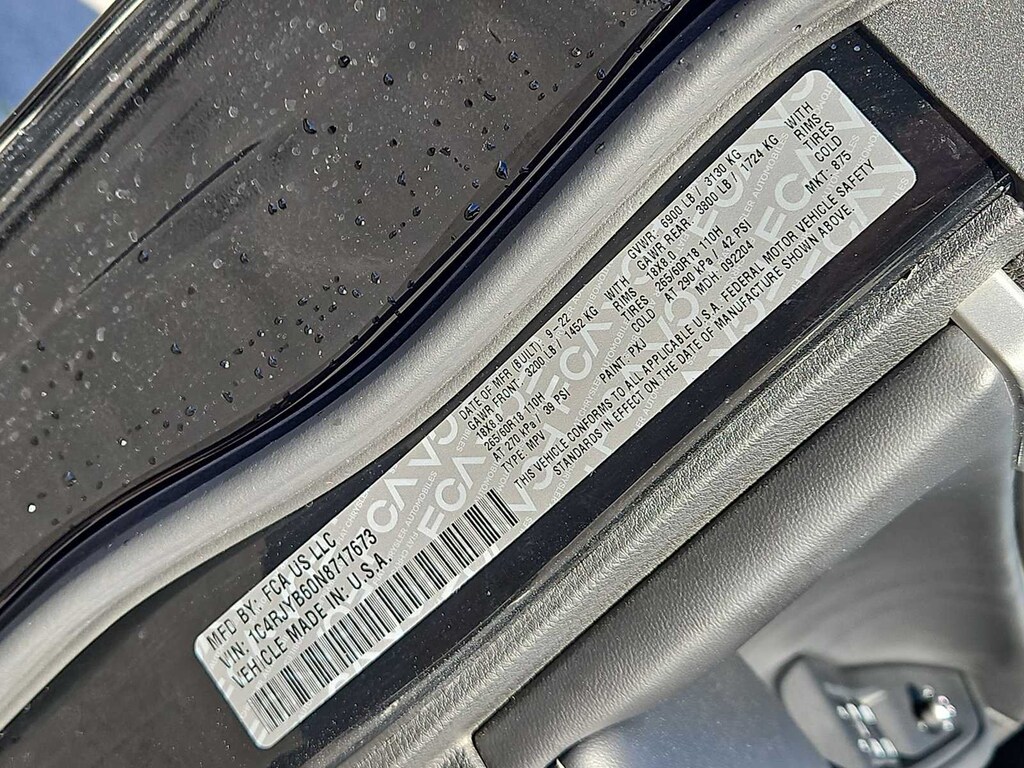 MFD BY: FCA US LLC
DATE OF MFR (BUILT): 9-22
GVWR: 6900 LB / 3130 KG
GAWR FRONT: 3200 LB / 1452 KG WITH
GAWR REAR: 3800 LB / 1724 KG WITH
18X8.0 RIMS
18X8.0 RIMS
265/60R18 110H TIRES
265/60R18 110H TIRES
AT 270 kPa / 39 PSI COLD
AT 290 kPa / 42 PSI COLD
VIN: 1C4RJYB60N8717673
TYPE: MPV
PAINT: PXJ
MDH: 092204
MKT: 875
VEHICLE MADE IN: U.S.A.
THIS VEHICLE CONFORMS TO ALL APPLICABLE U.S.A. FEDERAL MOTOR VEHICLE SAFETY
STANDARDS IN EFFECT ON THE DATE OF MANUFACTURE SHOWN ABOVE.